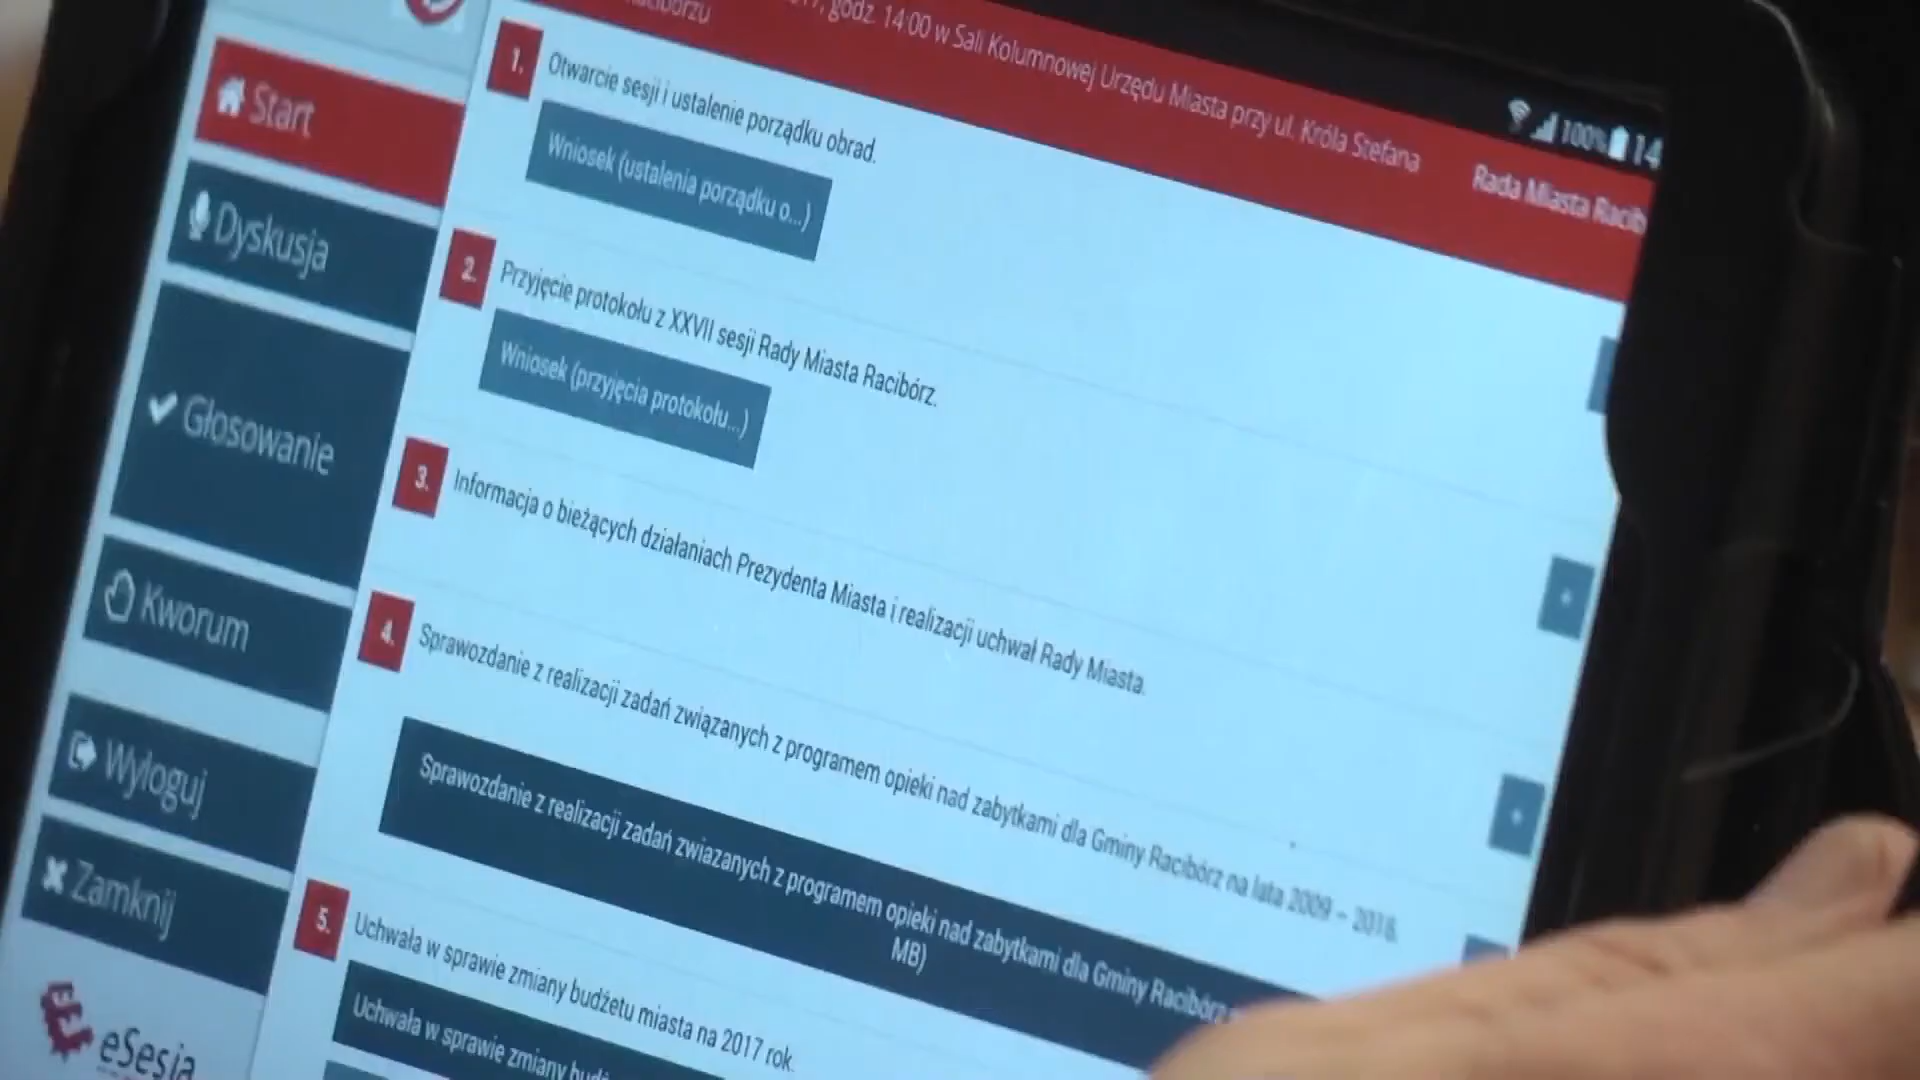 godz. 14:00 w Sali Kolumnowej Urzędu Miasta przy ul. Króla Stefana
100% 14
Rada Miasta Racib
Start
Dyskusja
Głosowanie
Kworum
Wyloguj
Zamknij
eSesja
1. Otwarcie sesji i ustalenie porządku obrad.
Wniosek (ustalenia porządku o...)
2. Przyjęcie protokołu z XXVII sesji Rady Miasta Racibórz.
Wniosek (przyjęcia protokołu...)
3. Informacja o bieżących działaniach Prezydenta Miasta i realizacji uchwał Rady Miasta.
4. Sprawozdanie z realizacji zadań związanych z programem opieki nad zabytkami dla Gminy Racibórz na lata 2009 – 2018.
Sprawozdanie z realizacji zadań zwiazanych z programem opieki nad zabytkami dla Gminy Racibórz
MB)
5. Uchwała w sprawie zmiany budżetu miasta na 2017 rok.
Uchwała w sprawie zmiany